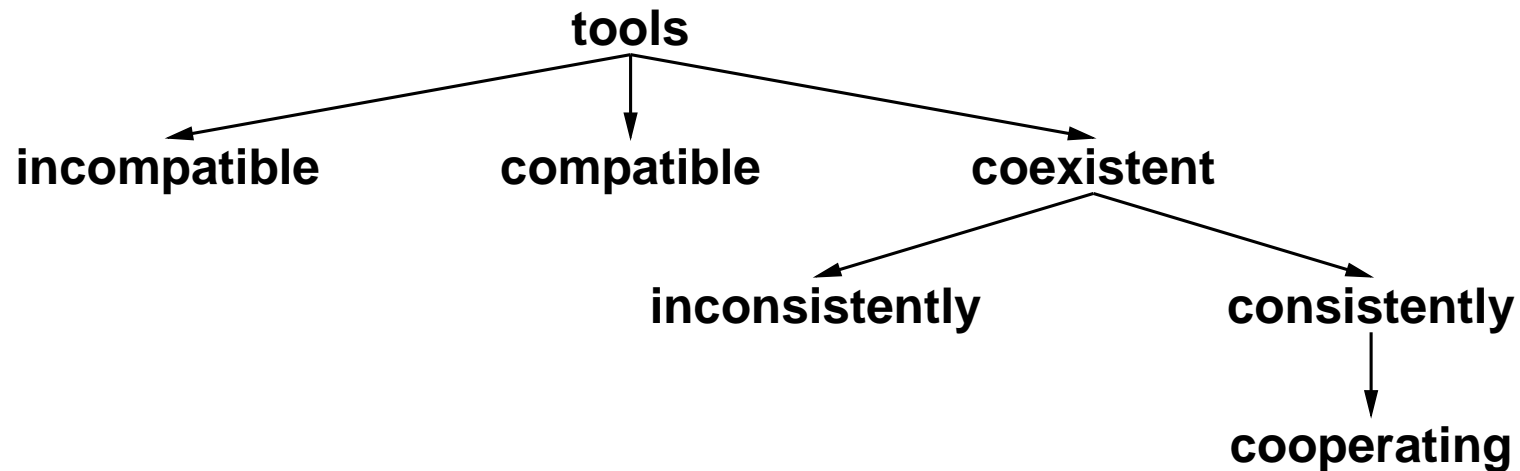 tools
incompatible compatible coexistent
inconsistently consistently
cooperating